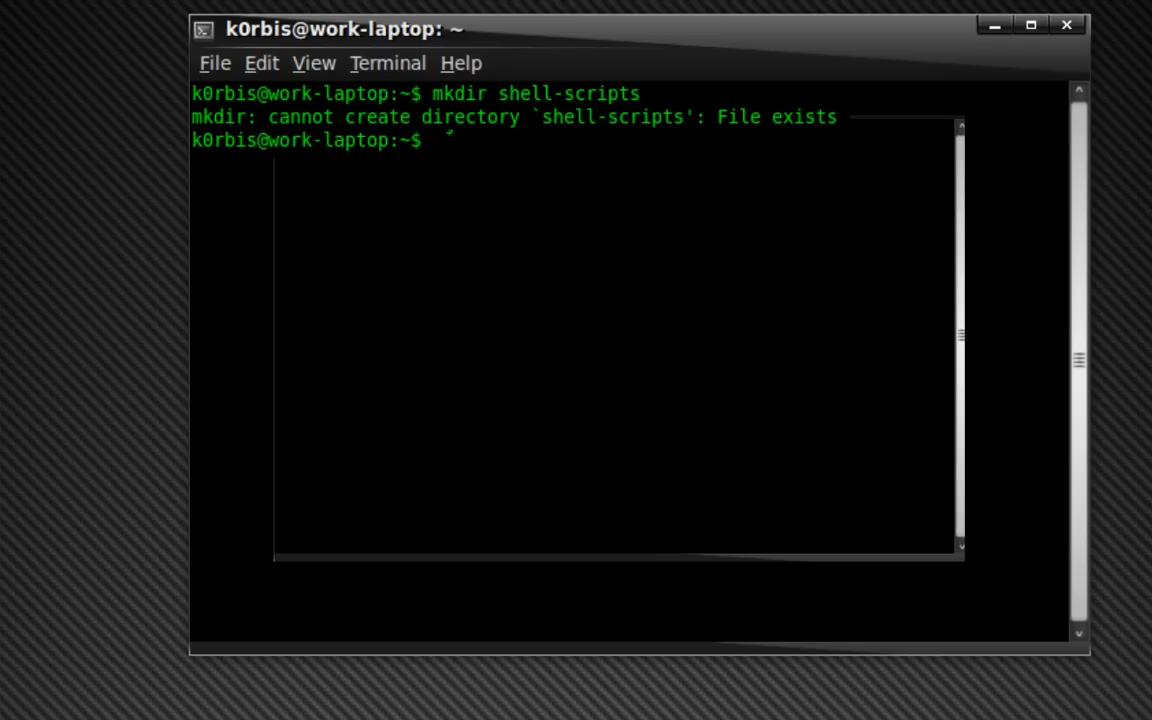 k0rbis@work-laptop: ~
File Edit View Terminal Help
k0rbis@work-laptop:~$ mkdir shell-scripts
mkdir: cannot create directory `shell-scripts': File exists
k0rbis@work-laptop:~$